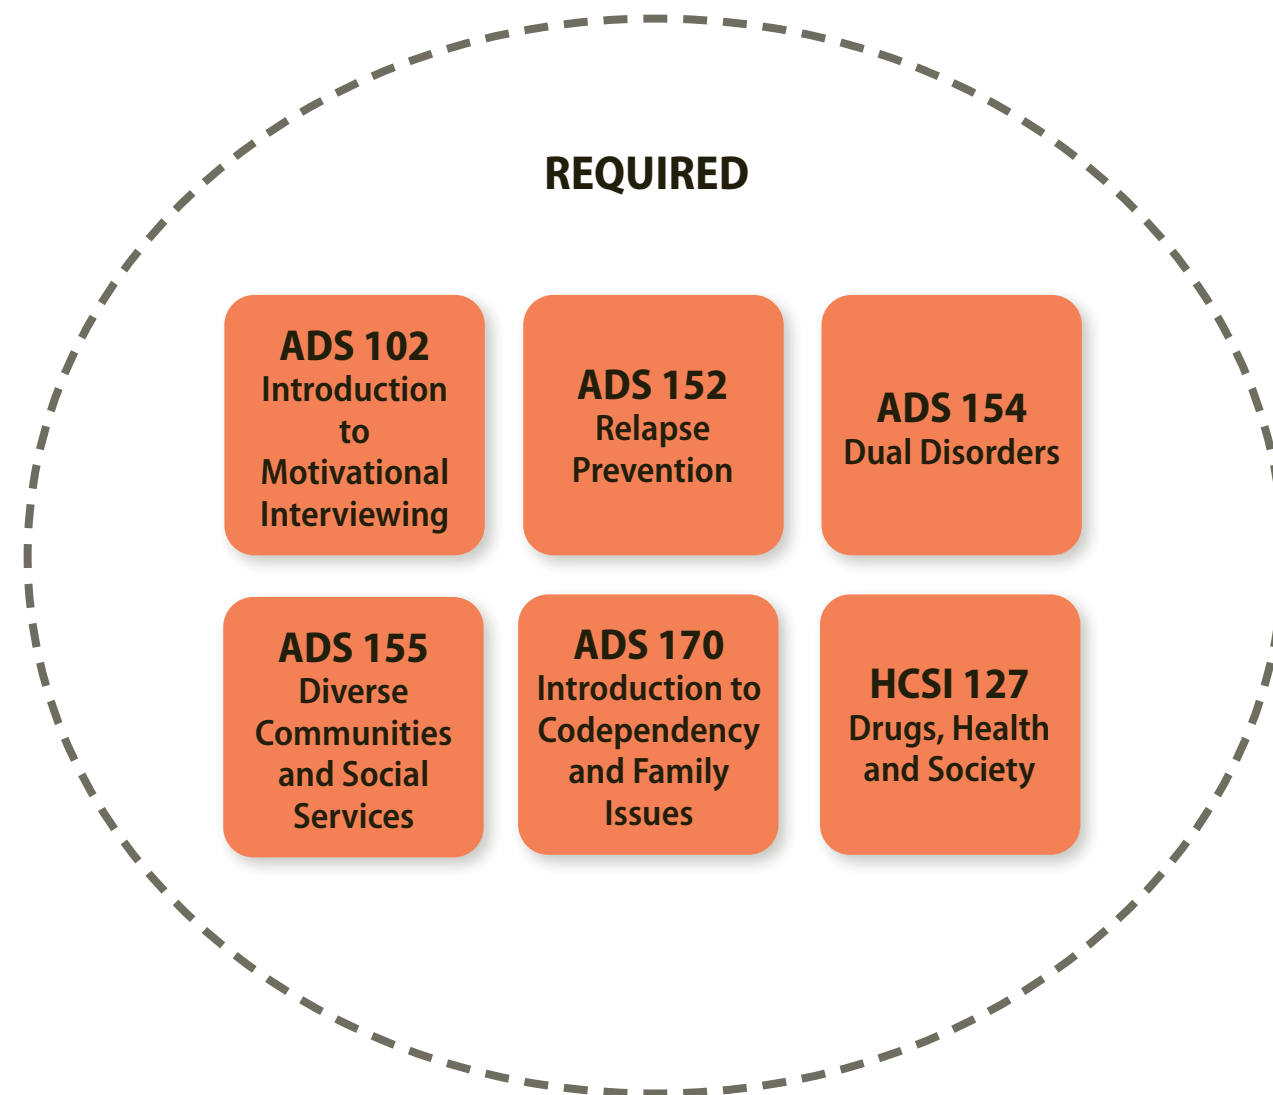 REQUIRED
ADS 102
Introduction
to
Motivational
Interviewing
ADS 152
Relapse
Prevention
ADS 154
Dual Disorders
ADS 155
Diverse
Communities
and Social
Services
ADS 170
Introduction to
Codependency
and Family
Issues
HCSI 127
Drugs, Health
and Society